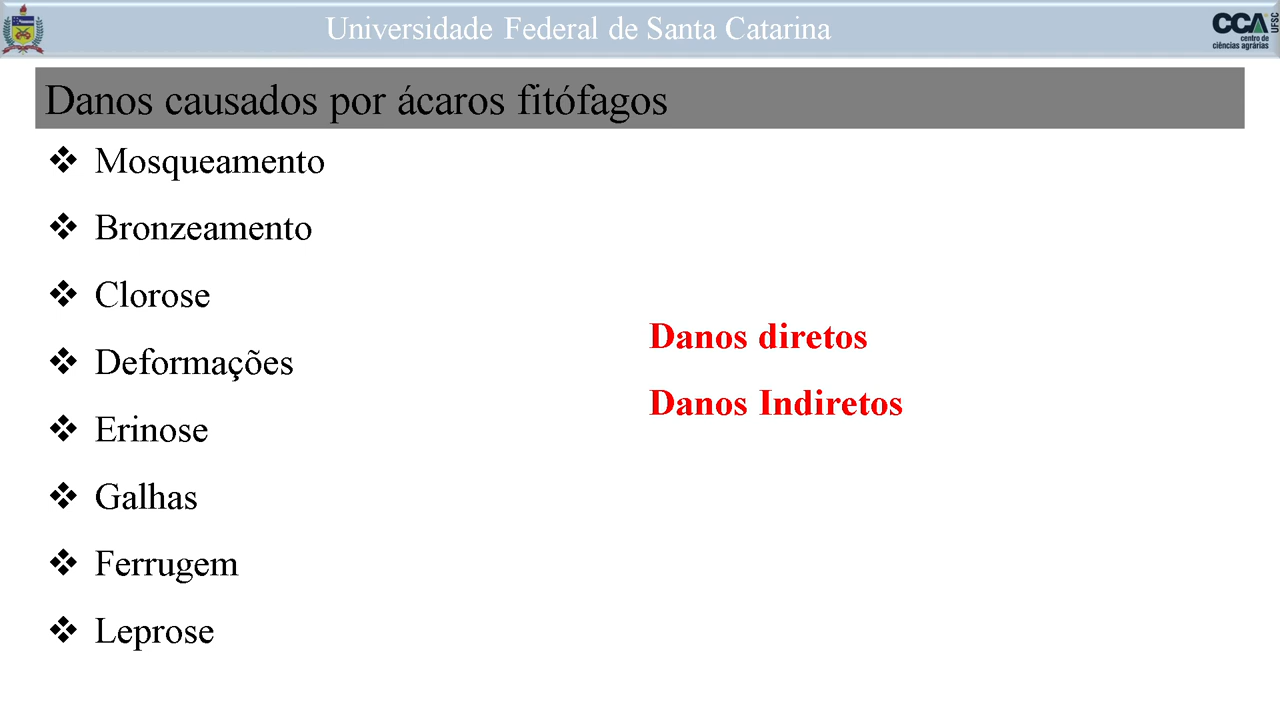 Universidade Federal de Santa Catarina
CCA
centro de
ciências agrárias
UFSC
Danos causados por ácaros fitófagos
❖ Mosqueamento
❖ Bronzeamento
❖ Clorose
❖ Deformações
❖ Erinose
❖ Galhas
❖ Ferrugem
❖ Leprose
Danos diretos
Danos Indiretos